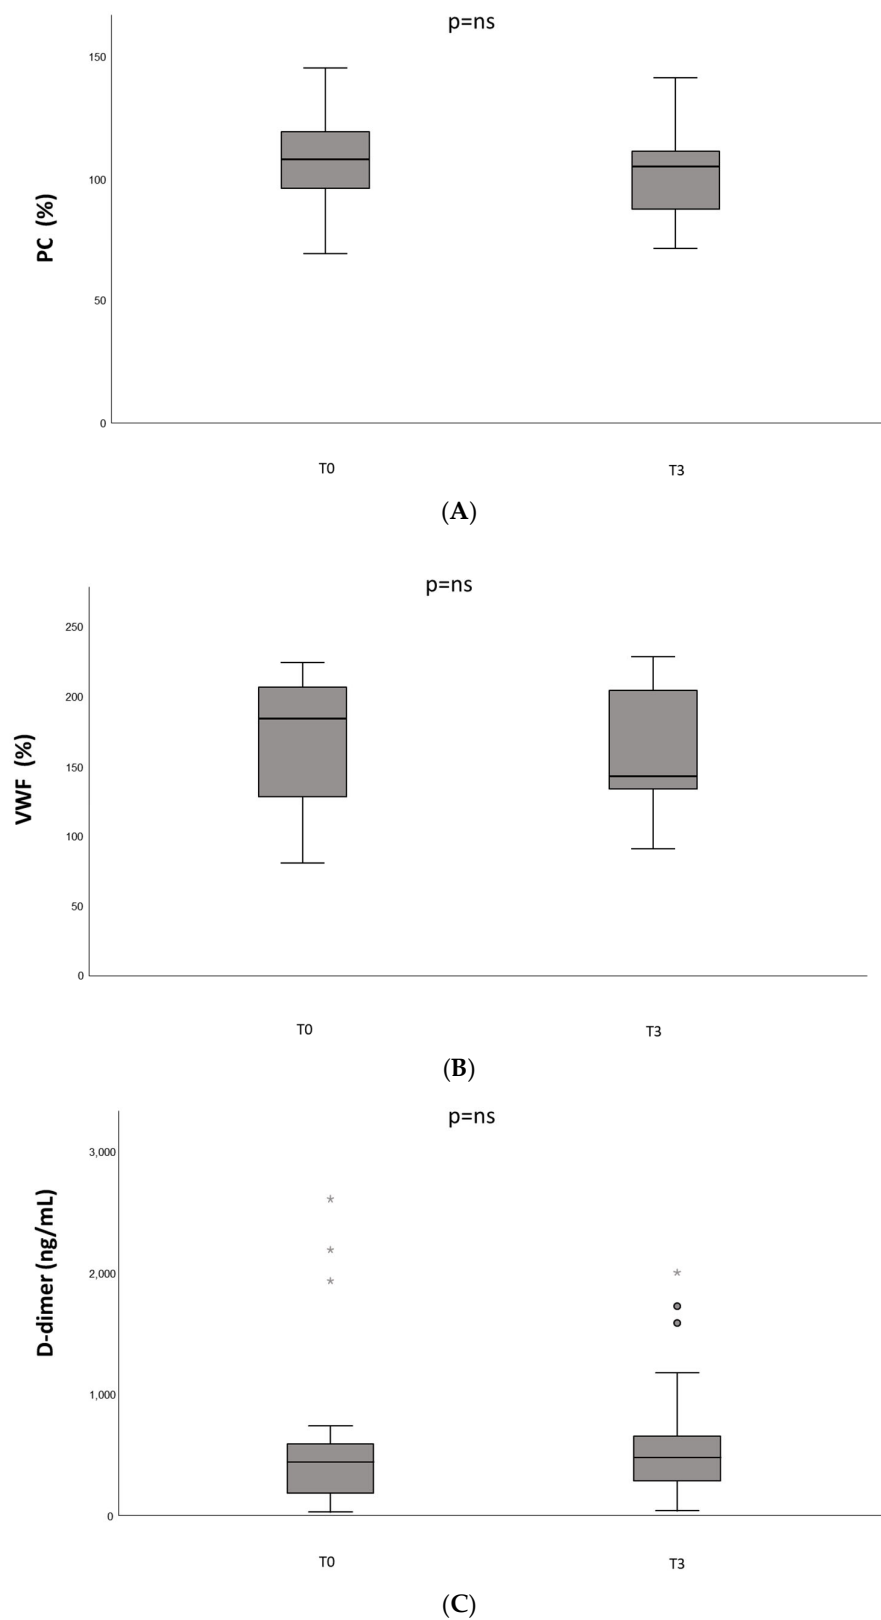 p=ns
PC (%)
150
100
50
0
T0
T3
(A)
p=ns
VWF (%)
250
200
150
100
50
0
T0
T3
(B)
p=ns
D-dimer (ng/mL)
3,000
2,000
1,000
0
T0
T3
(C)